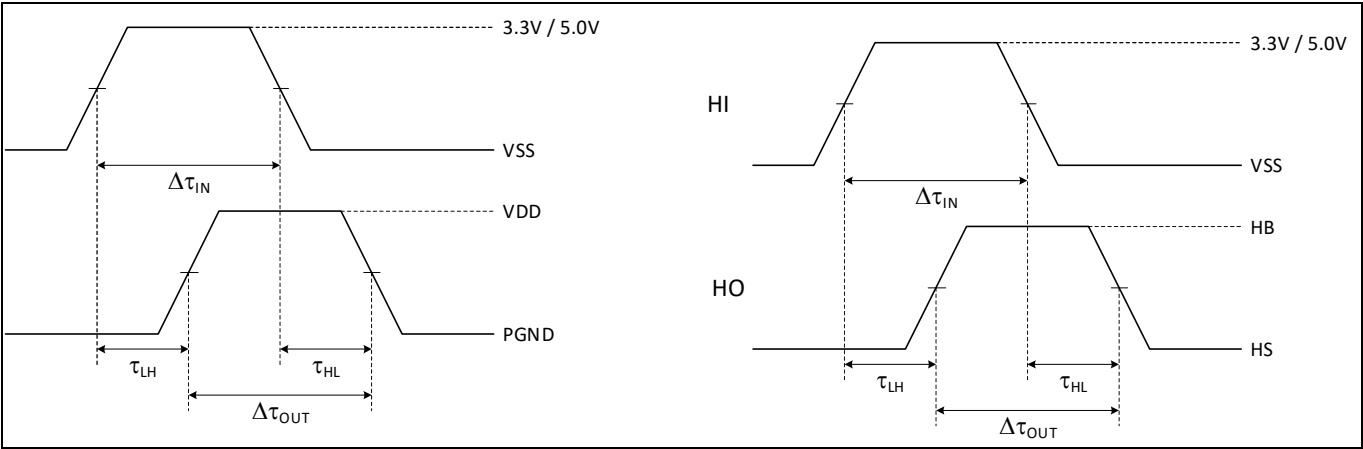 3.3V / 5.0V
VSS
ΔτIN
VDD
PGND
τLH
τHL
ΔτOUT
3.3V / 5.0V
HI
VSS
ΔτIN
HB
HO
HS
τLH
τHL
ΔτOUT